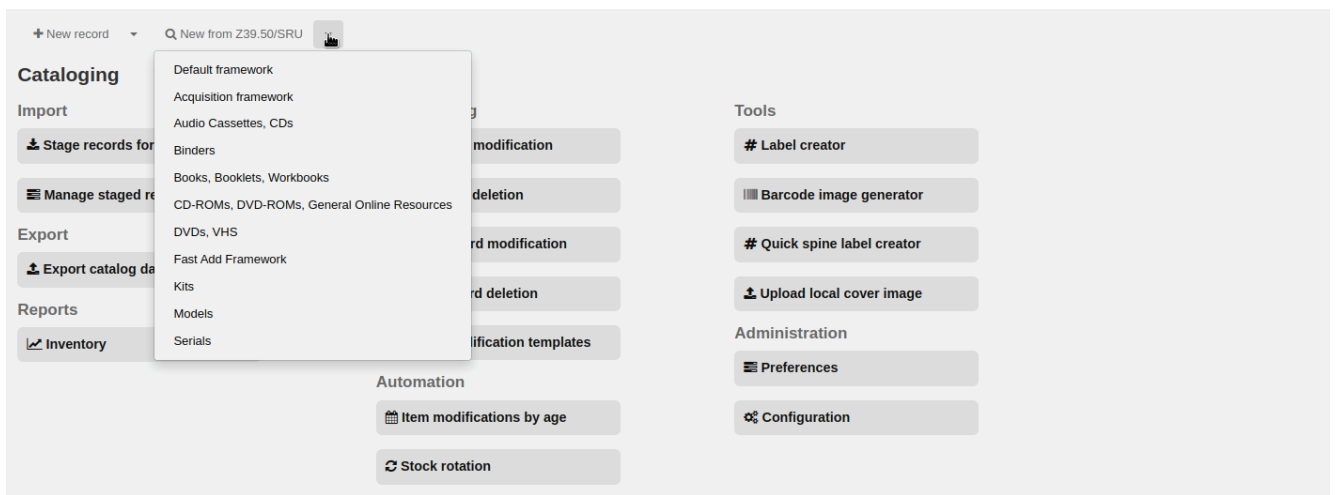 New record
New from Z39.50/SRU
Default framework
Acquisition framework
Audio Cassettes, CDs
Binders
Books, Booklets, Workbooks
CD-ROMs, DVD-ROMs, General Online Resources
DVDs, VHS
Fast Add Framework
Kits
Models
Serials
Cataloging
Import
Stage records for
Manage staged re
Export
Export catalog da
Reports
Inventory
g
modification
deletion
rd modification
rd deletion
ification templates
Automation
Item modifications by age
Stock rotation
Tools
Label creator
Barcode image generator
Quick spine label creator
Upload local cover image
Administration
Preferences
Configuration